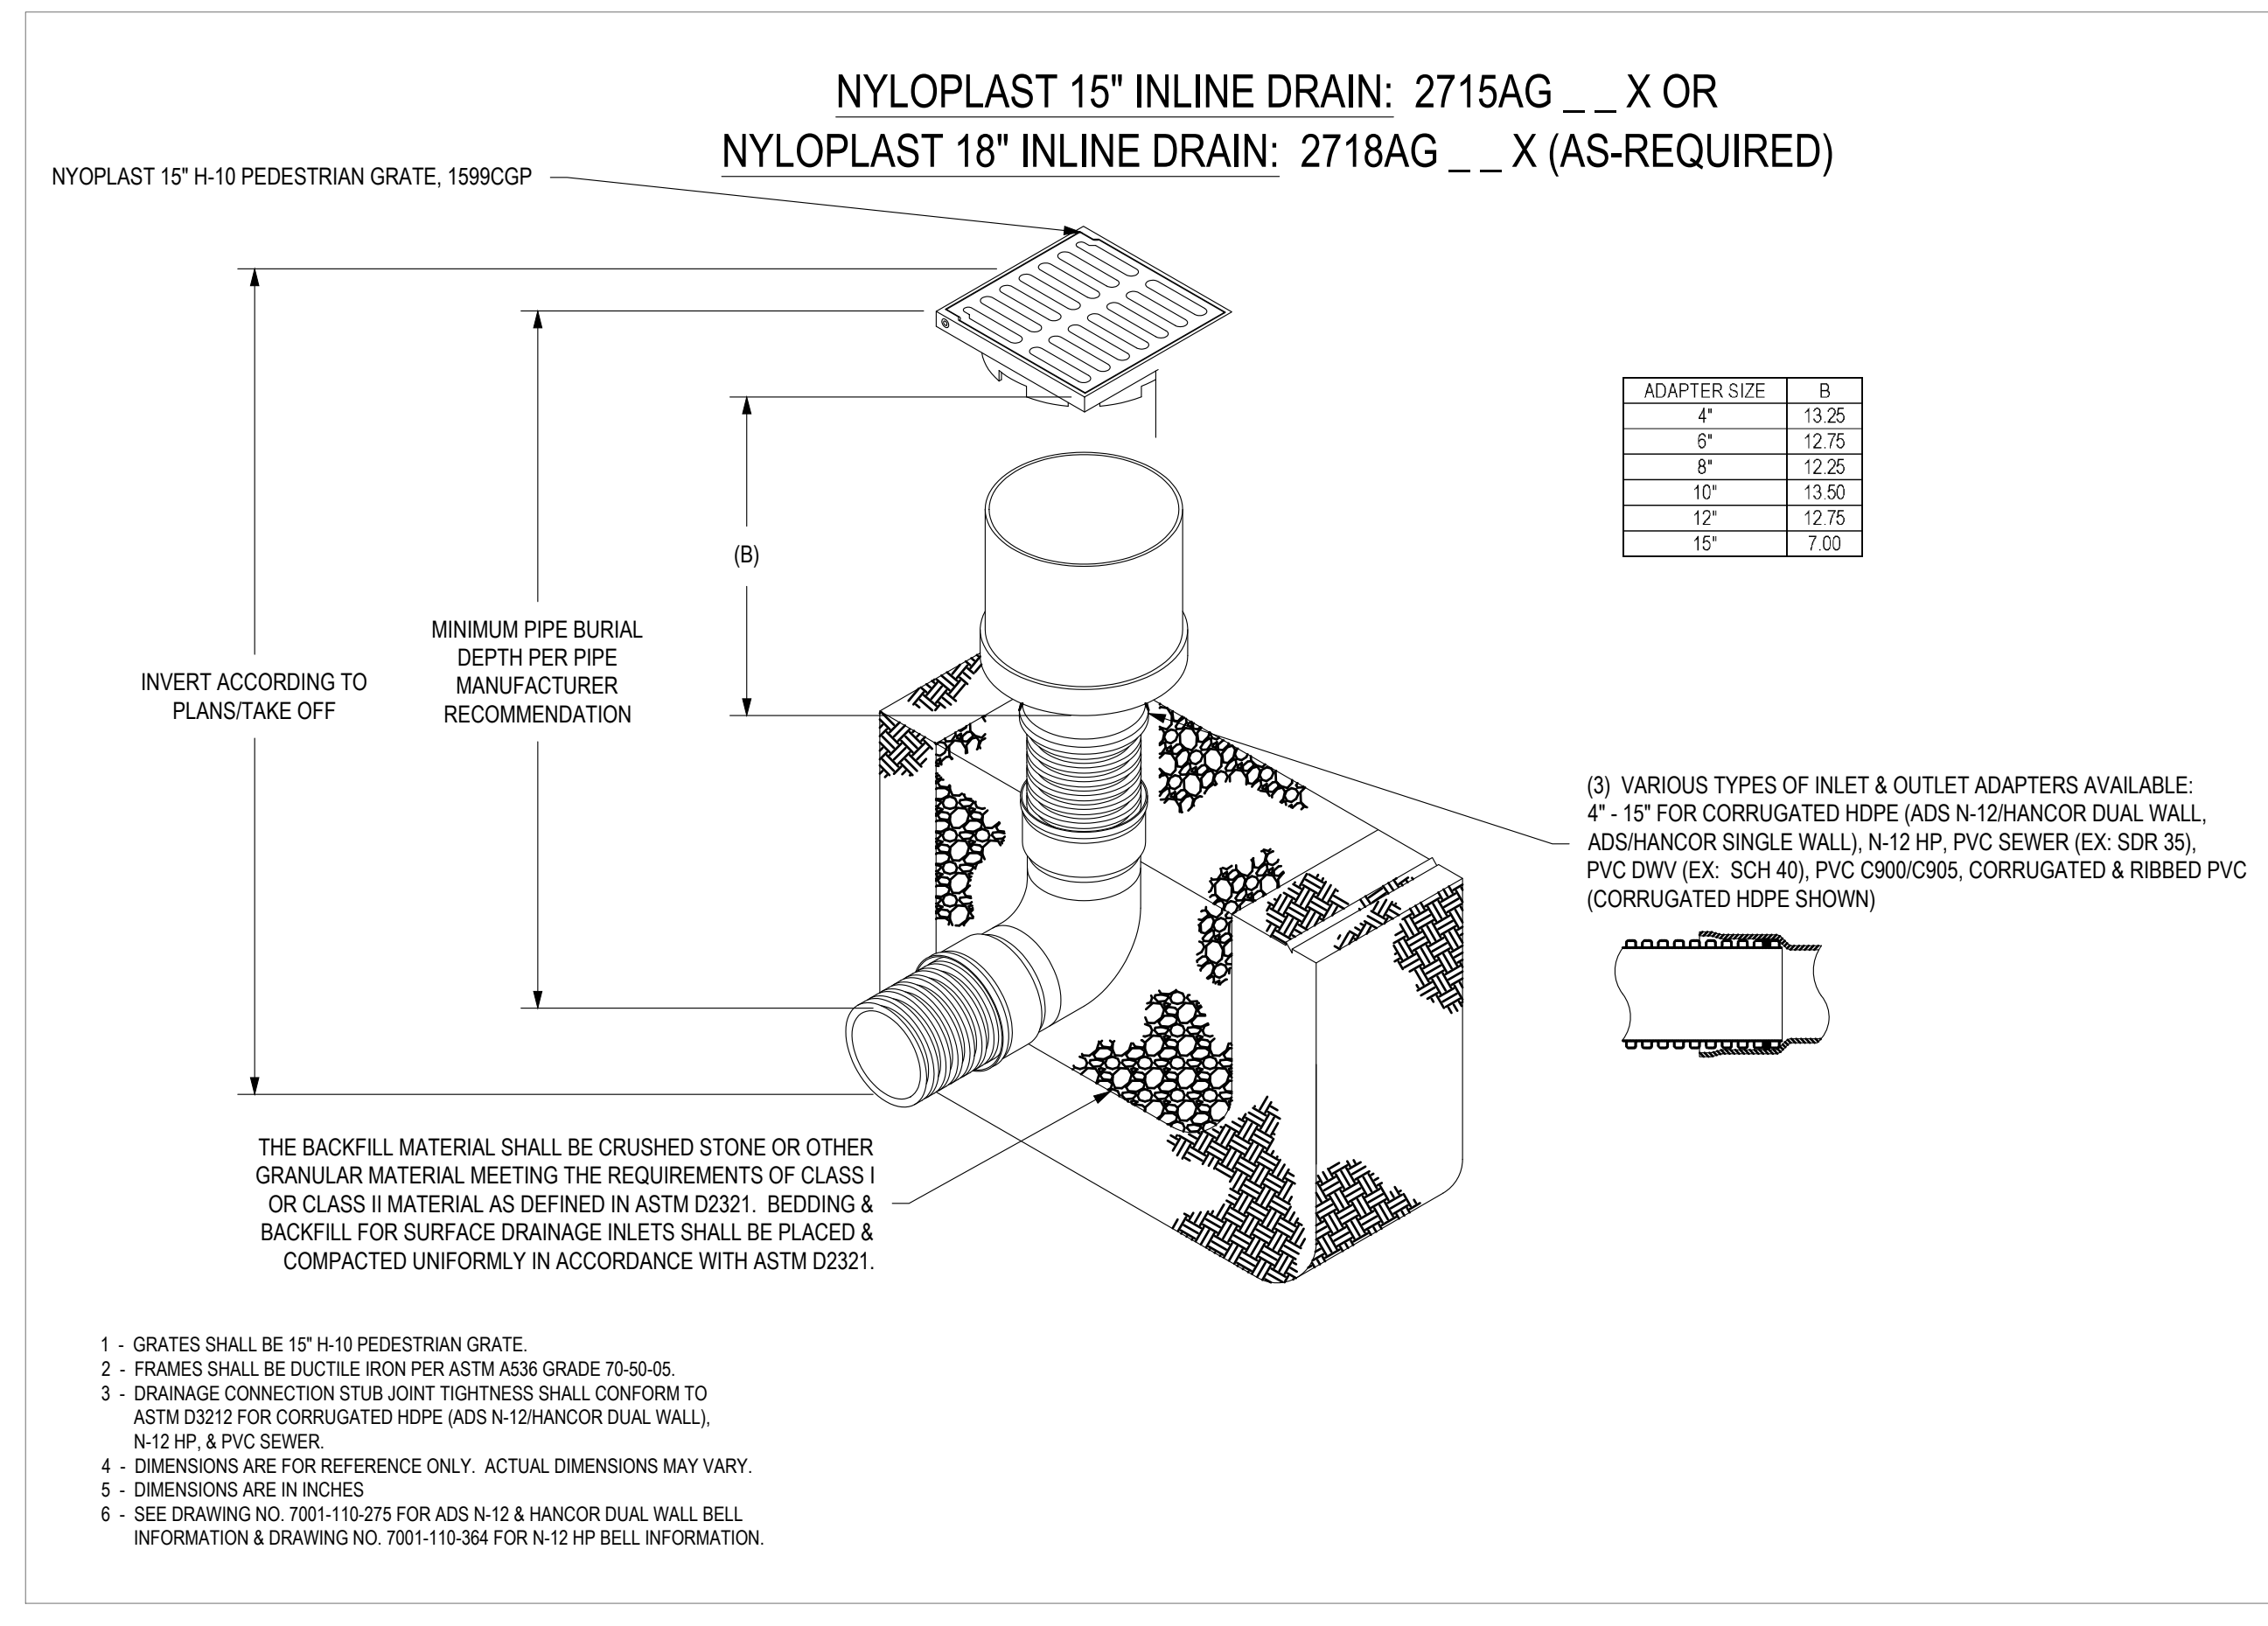 NYLOPLAST 15" INLINE DRAIN: 2715AG _ _ X OR
NYLOPLAST 18" INLINE DRAIN: 2718AG _ _ X (AS-REQUIRED)
NYOPLAST 15" H-10 PEDESTRIAN GRATE, 1599CGP
ADAPTER SIZE B
4" 13.25
6" 12.75
8" 12.25
10" 13.50
12" 12.75
15" 7.00
(B)
MINIMUM PIPE BURIAL
DEPTH PER PIPE
MANUFACTURER
RECOMMENDATION
INVERT ACCORDING TO
PLANS/TAKE OFF
(3) VARIOUS TYPES OF INLET & OUTLET ADAPTERS AVAILABLE:
4" - 15" FOR CORRUGATED HDPE (ADS N-12/HANCOR DUAL WALL,
ADS/HANCOR SINGLE WALL), N-12 HP, PVC SEWER (EX: SDR 35),
PVC DWV (EX: SCH 40), PVC C900/C905, CORRUGATED & RIBBED PVC
(CORRUGATED HDPE SHOWN)
THE BACKFILL MATERIAL SHALL BE CRUSHED STONE OR OTHER
GRANULAR MATERIAL MEETING THE REQUIREMENTS OF CLASS I
OR CLASS II MATERIAL AS DEFINED IN ASTM D2321. BEDDING &
BACKFILL FOR SURFACE DRAINAGE INLETS SHALL BE PLACED &
COMPACTED UNIFORMLY IN ACCORDANCE WITH ASTM D2321.
1 - GRATES SHALL BE 15" H-10 PEDESTRIAN GRATE.
2 - FRAMES SHALL BE DUCTILE IRON PER ASTM A536 GRADE 70-50-05.
3 - DRAINAGE CONNECTION STUB JOINT TIGHTNESS SHALL CONFORM TO
ASTM D3212 FOR CORRUGATED HDPE (ADS N-12/HANCOR DUAL WALL),
N-12 HP, & PVC SEWER.
4 - DIMENSIONS ARE FOR REFERENCE ONLY. ACTUAL DIMENSIONS MAY VARY.
5 - DIMENSIONS ARE IN INCHES
6 - SEE DRAWING NO. 7001-110-275 FOR ADS N-12 & HANCOR DUAL WALL BELL
INFORMATION & DRAWING NO. 7001-110-364 FOR N-12 HP BELL INFORMATION.